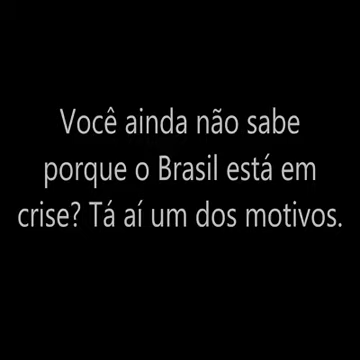 Você ainda não sabe
porque o Brasil está em
crise? Tá aí um dos motivos.